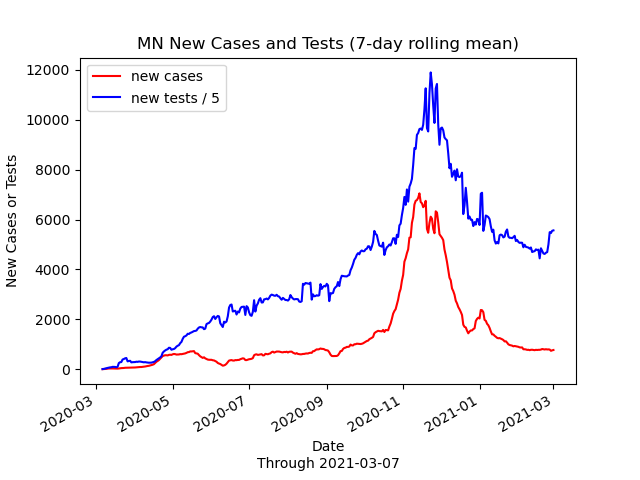 MN New Cases and Tests (7-day rolling mean)
new cases
new tests / 5
12000
10000
8000
6000
4000
2000
0
New Cases or Tests
2020-03
2020-05
2020-07
2020-09
2020-11
2021-01
2021-03
Date
Through 2021-03-07